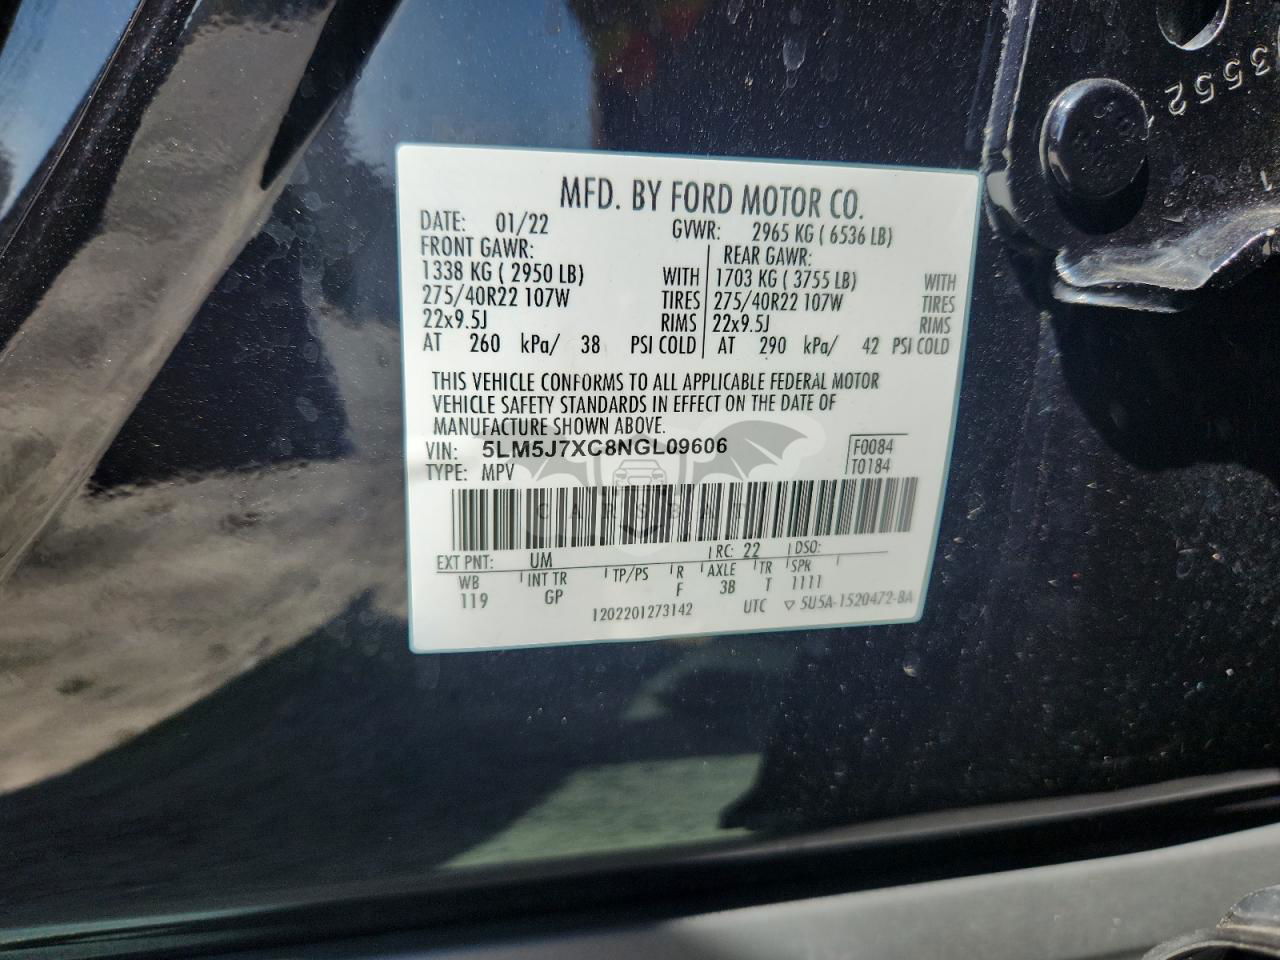 MFD. BY FORD MOTOR CO.
DATE: 01/22 GVWR: 2965 KG ( 6536 LB)
FRONT GAWR: REAR GAWR:
1338 KG ( 2950 LB) WITH 1703 KG ( 3755 LB) WITH
275/40R22 107W TIRES 275/40R22 107W TIRES
22x9.5J RIMS 22x9.5J RIMS
AT 260 kPa/ 38 PSI COLD AT 290 kPa/ 42 PSI COLD
THIS VEHICLE CONFORMS TO ALL APPLICABLE FEDERAL MOTOR
VEHICLE SAFETY STANDARDS IN EFFECT ON THE DATE OF
MANUFACTURE SHOWN ABOVE.
VIN: 5LM5J7XC8NGL09606 F0084
TYPE: MPV T0184
EXT PNT: UM RC: 22 DSO:
WB INT TR TP/PS R AXLE TR SPR
119 GP F 3B T 1111
1202201273142 UTC ▽ 5U5A-1520472-BA